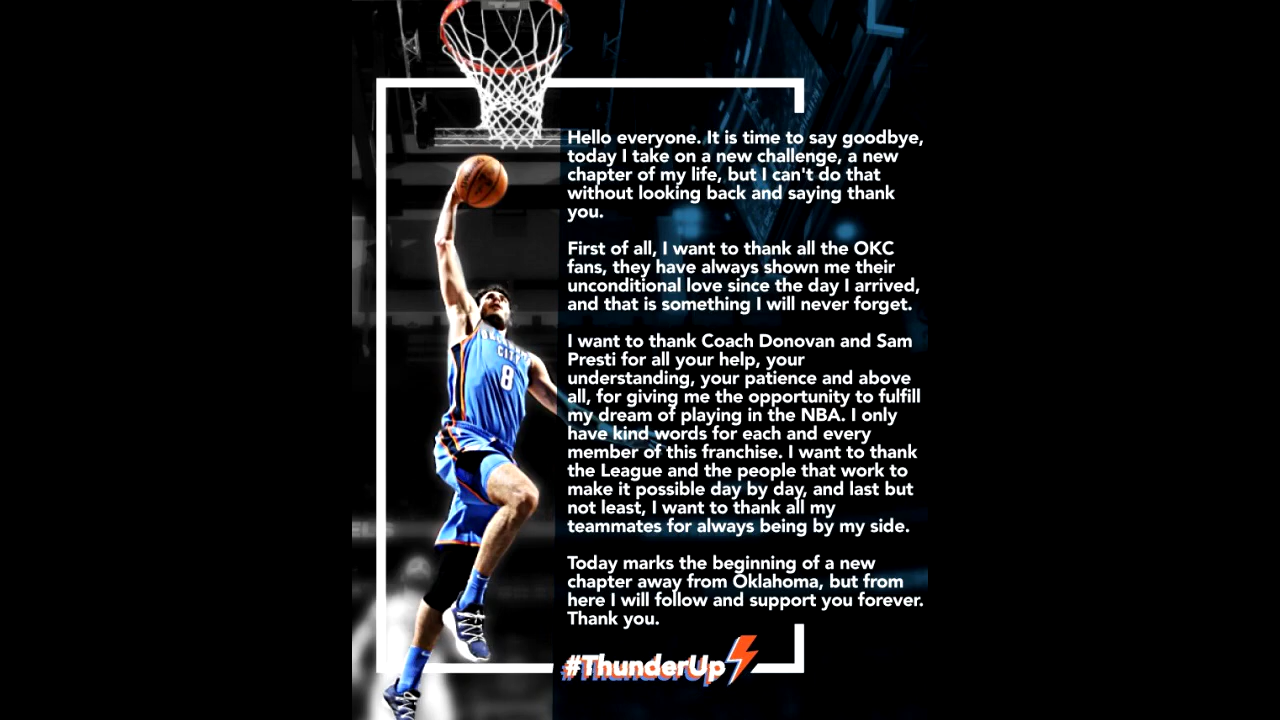 Hello everyone. It is time to say goodbye,
today I take on a new challenge, a new
chapter of my life, but I can't do that
without looking back and saying thank
you.
First of all, I want to thank all the OKC
fans, they have always shown me their
unconditional love since the day I arrived,
and that is something I will never forget.
I want to thank Coach Donovan and Sam
Presti for all your help, your
understanding, your patience and above
all, for giving me the opportunity to fulfill
my dream of playing in the NBA. I only
have kind words for each and every
member of this franchise. I want to thank
the League and the people that work to
make it possible day by day, and last but
not least, I want to thank all my
teammates for always being by my side.
Today marks the beginning of a new
chapter away from Oklahoma, but from
here I will follow and support you forever.
Thank you.
#ThunderUp
CITY
8